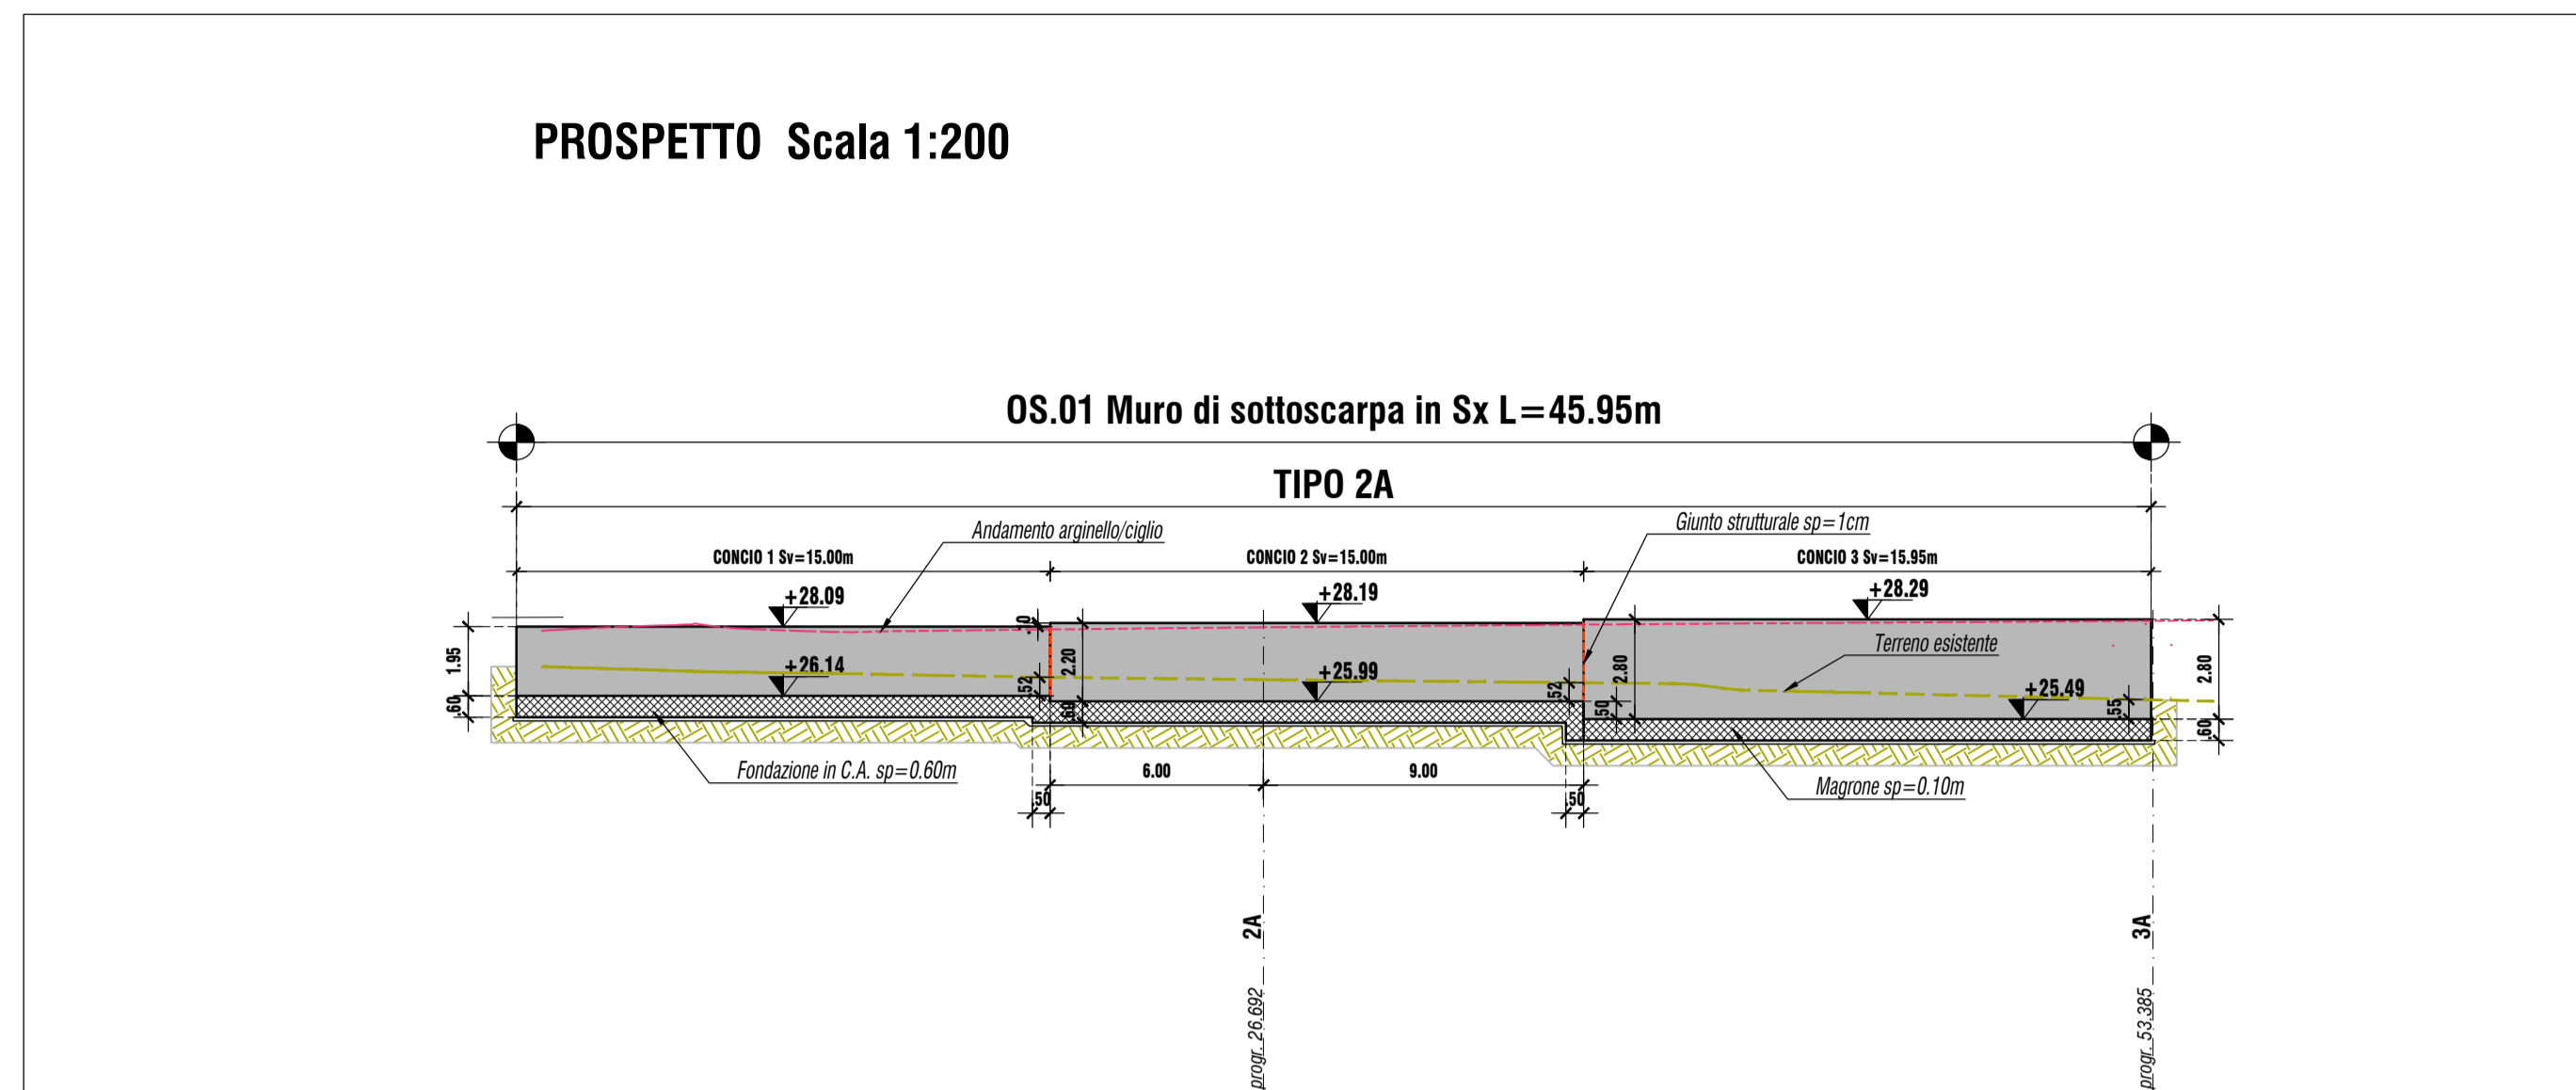 PROSPETTO Scala 1:200
OS.01 Muro di sottoscarpa in Sx L=45.95m
TIPO 2A
Andamento arginello/ciglio
Giunto strutturale sp=1cm
CONCIO 1 Sv=15.00m
CONCIO 2 Sv=15.00m
CONCIO 3 Sv=15.95m
+28.09
+28.19
+28.29
.10
Terreno esistente
1.95
+26.14
2.20
+25.99
2.80
+25.49
2.80
.52
.52
.60
.60
.50
.55
.60
Fondazione in C.A. sp=0.60m
6.00
9.00
Magrone sp=0.10m
.50
.50
2A
3A
progr. 26.692
progr. 53.385